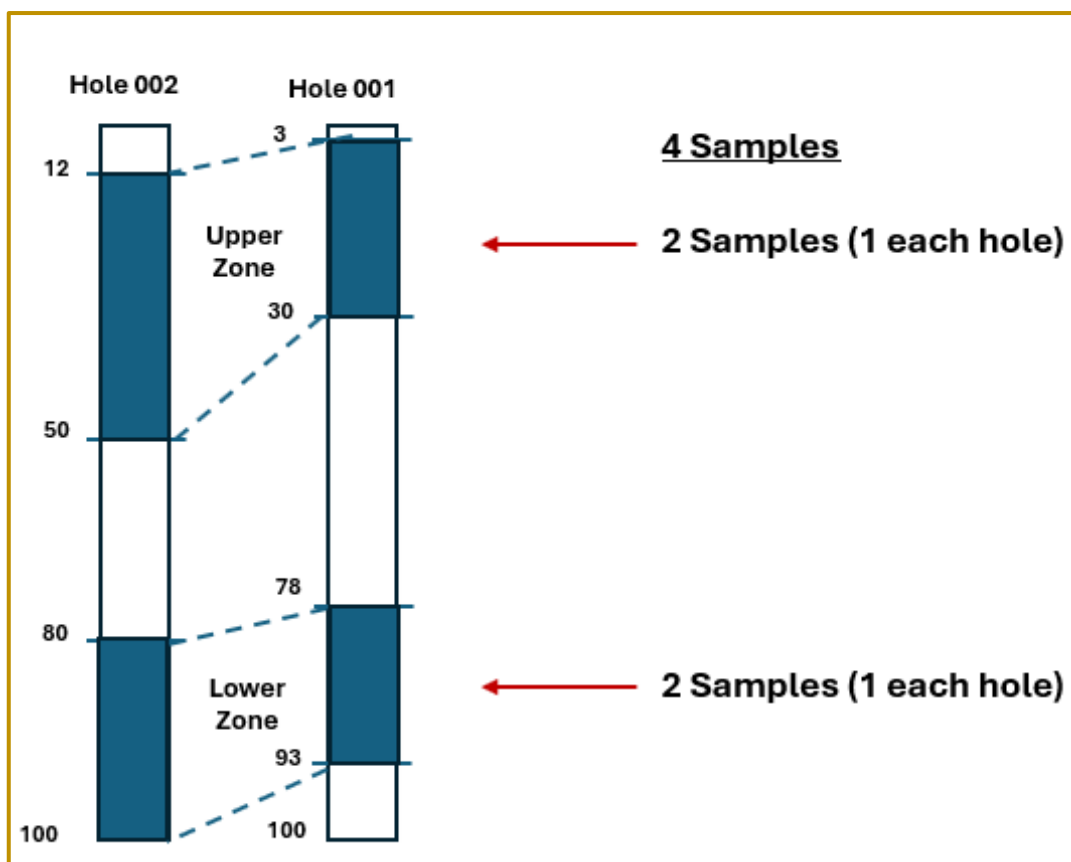 Hole 002
Hole 001
3
4 Samples
12
Upper
Zone
2 Samples (1 each hole)
30
50
78
80
Lower
Zone
2 Samples (1 each hole)
93
100
100